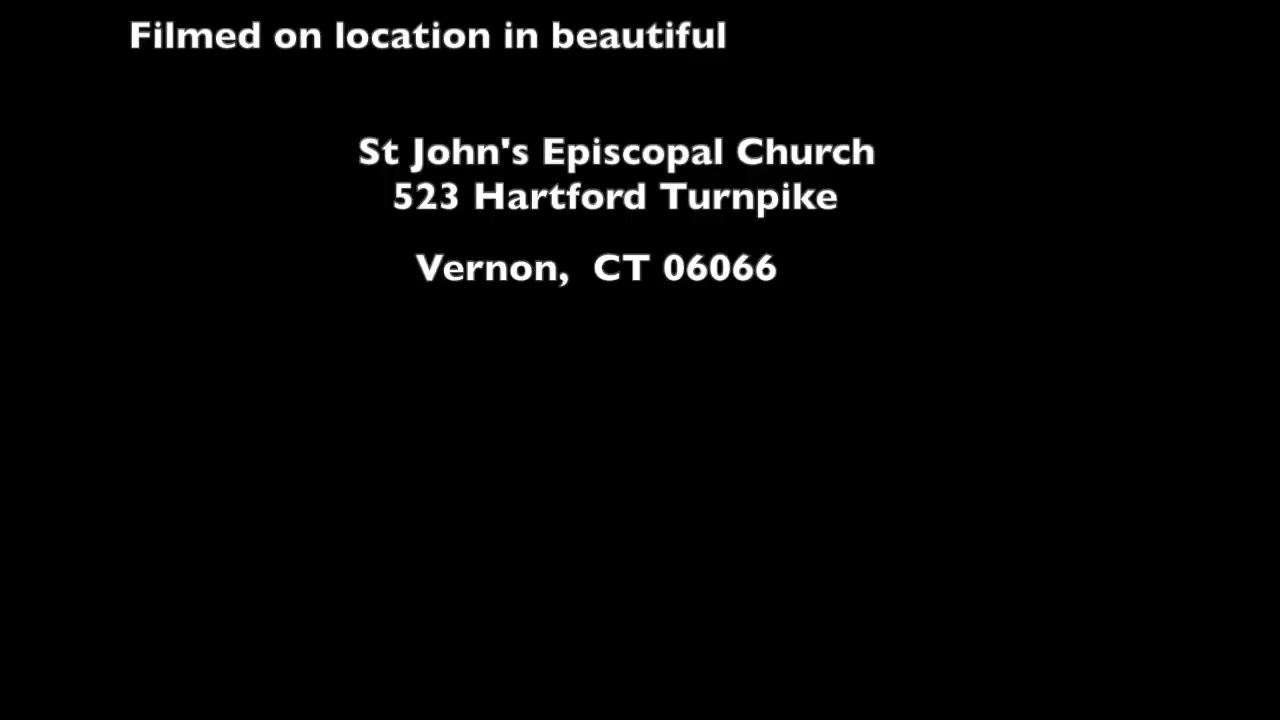 Filmed on location in beautiful
St John's Episcopal Church
523 Hartford Turnpike
Vernon,  CT 06066